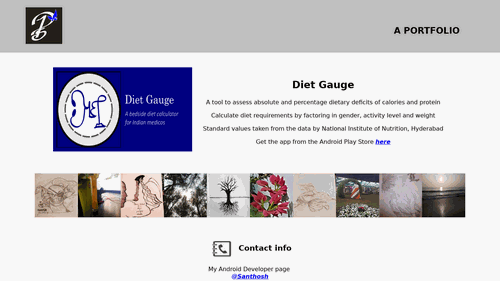 A PORTFOLIO
Diet Gauge
A bedside diet calculator
for Indian medicos
Diet Gauge
A tool to assess absolute and percentage dietary deficits of calories and protein
Calculate diet requirements by factoring in gender, activity level and weight
Standard values taken from the data by National Institute of Nutrition, Hyderabad
Get the app from the Android Play Store here
Contact info
My Android Developer page
@Santhosh